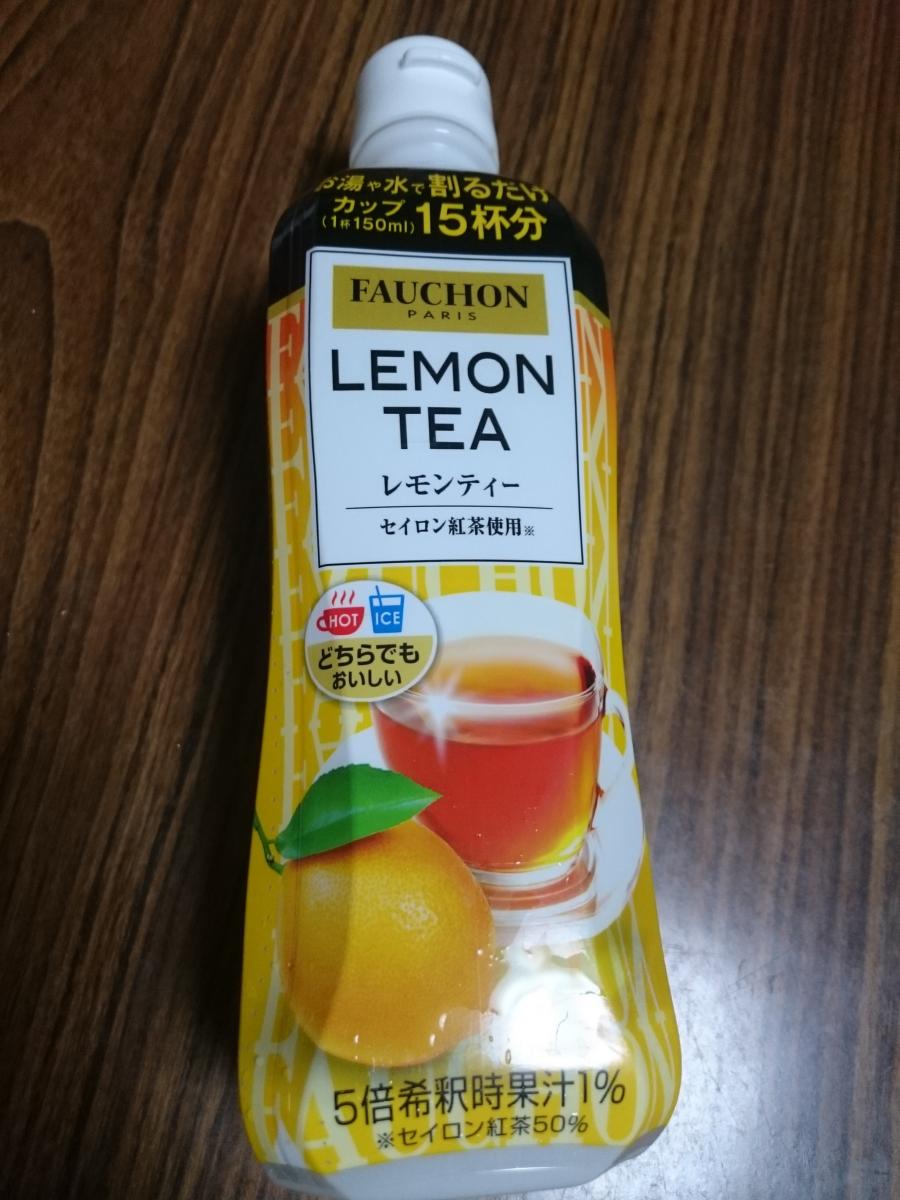 お湯や水で割るだけ
カップ
(1杯150ml) 15杯分
FAUCHON
PARIS
LEMON
TEA
レモンティー
セイロン紅茶使用※
HOT ICE
どちらでも
おいしい
5倍希釈時果汁1%
※セイロン紅茶50%